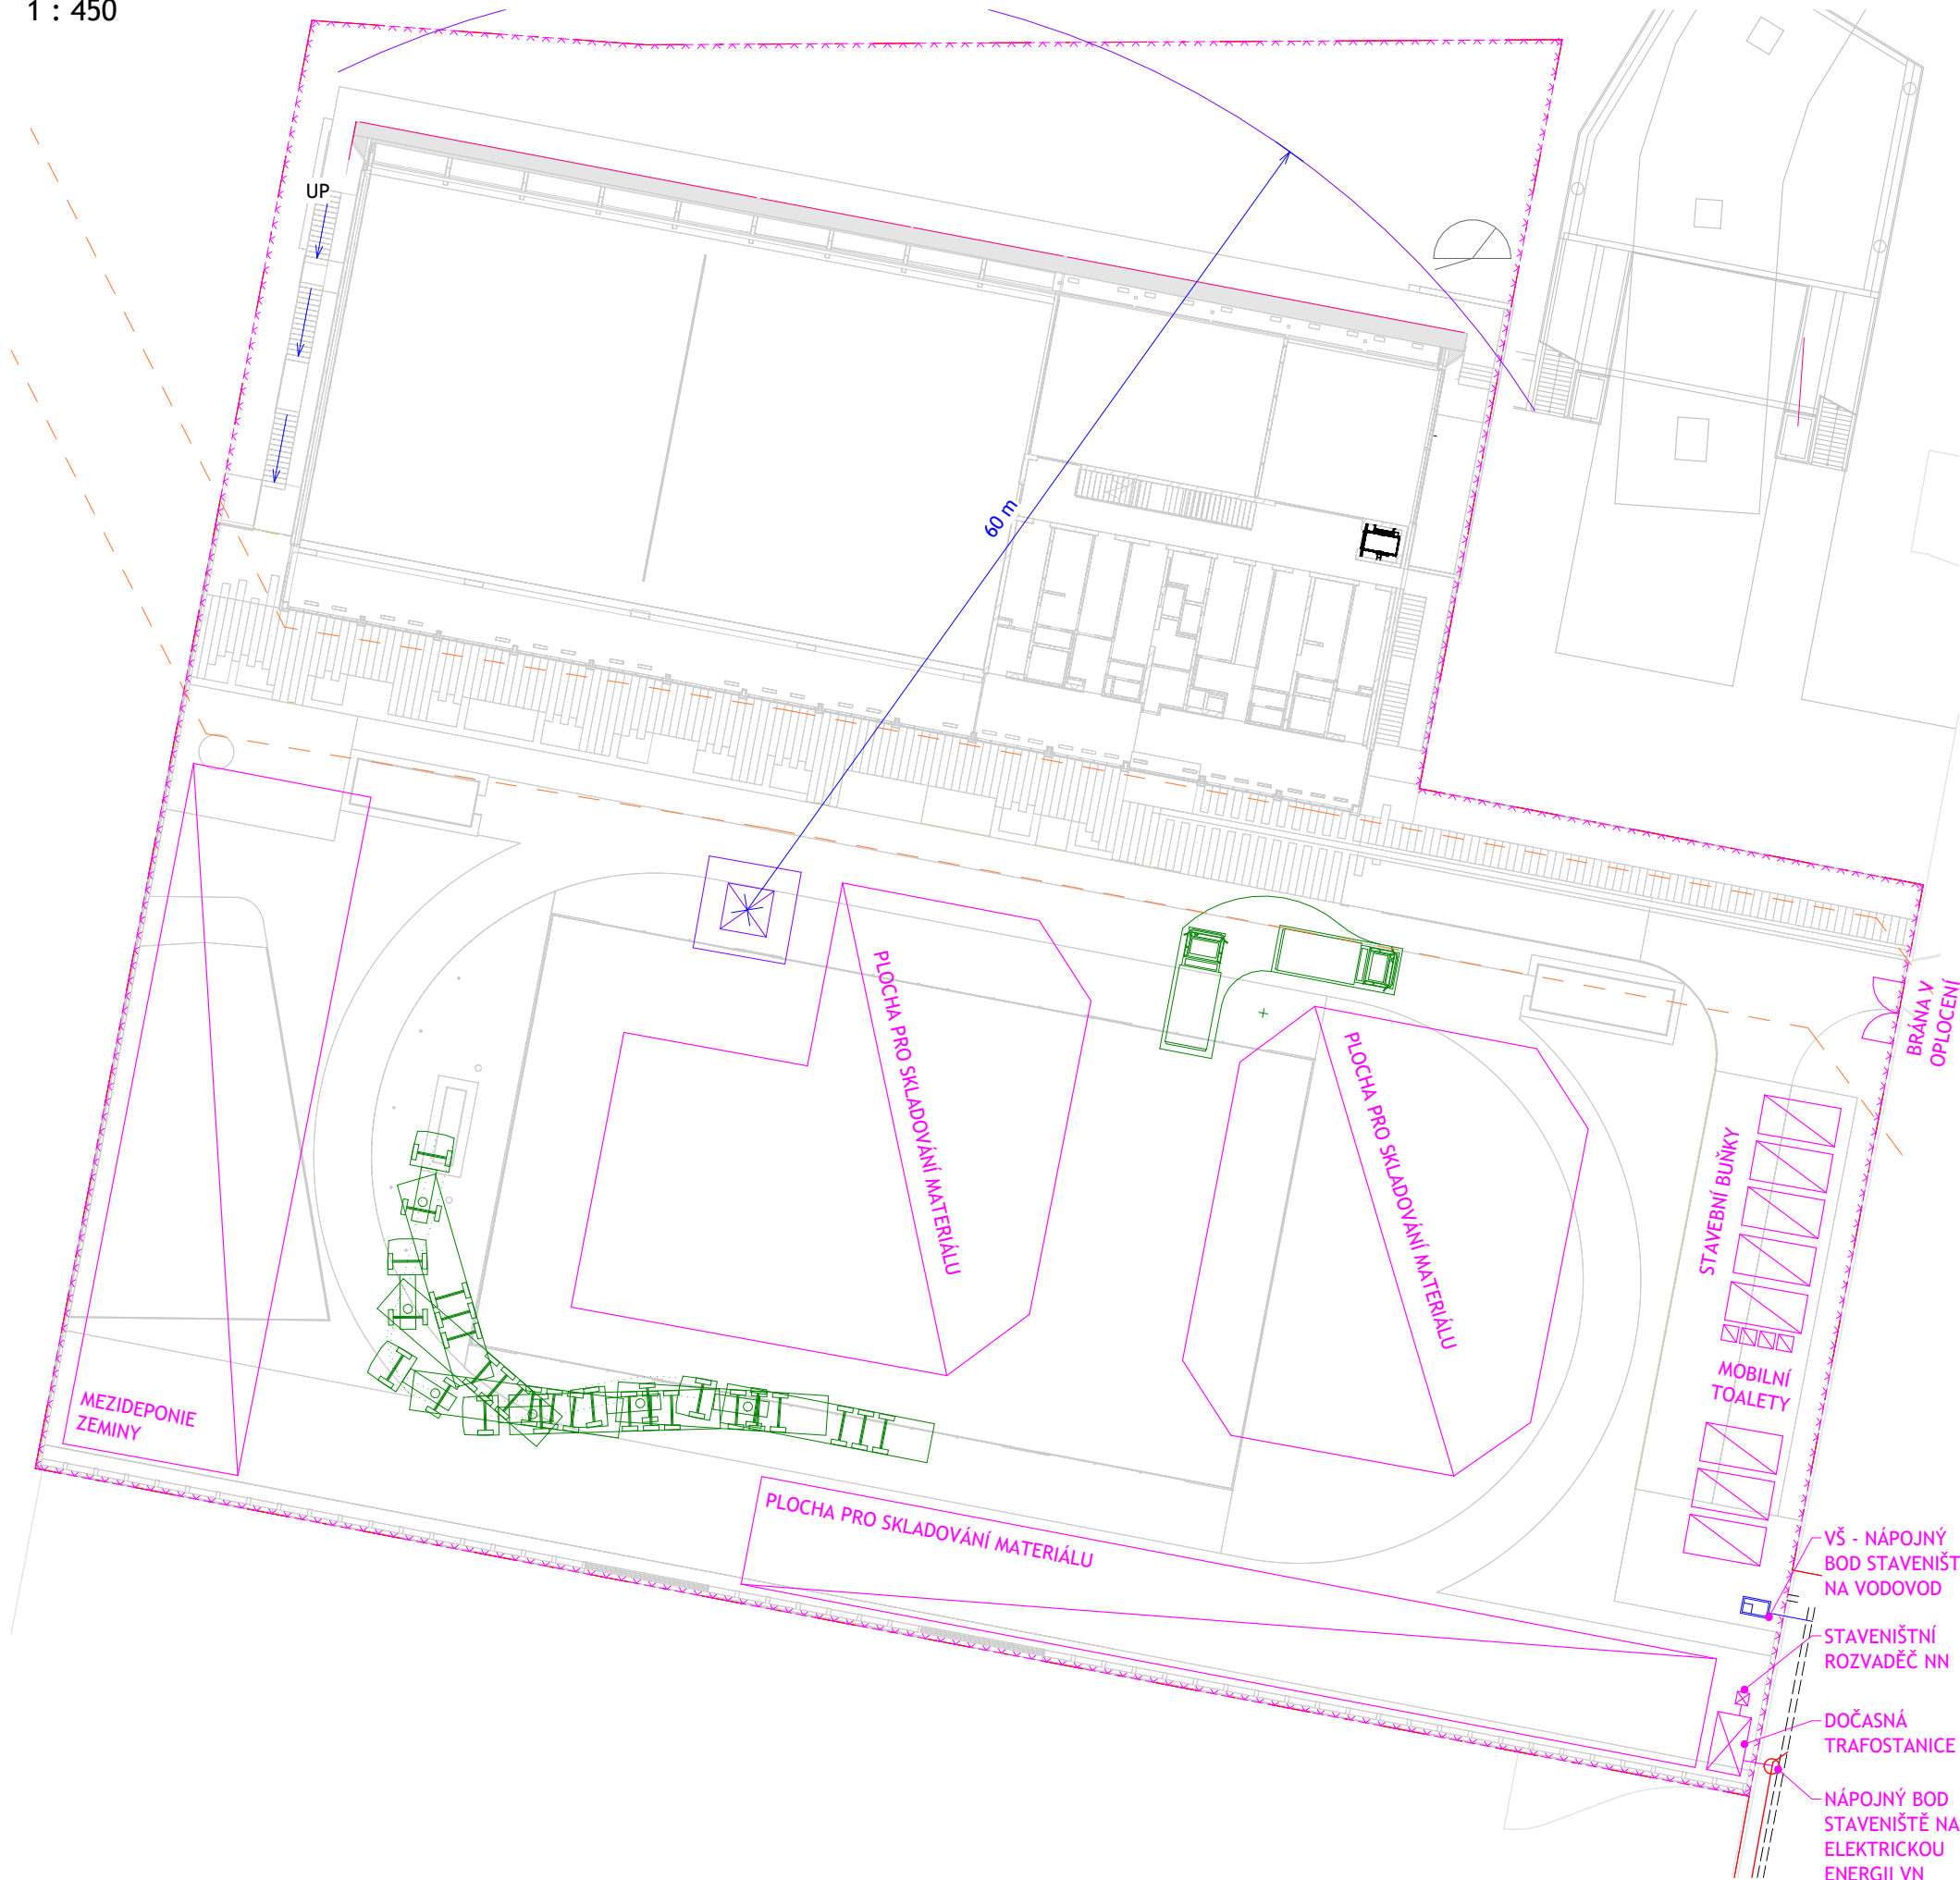 1 : 450
UP
60 m
PLOCHA PRO SKLADOVÁNÍ MATERIÁLU
PLOCHA PRO SKLADOVÁNÍ MATERIÁLU
BRÁNA V
OPLOCENÍ
STAVEBNÍ BUŇKY
MOBILNÍ
TOALETY
MEZIDEPONIE
ZEMINY
PLOCHA PRO SKLADOVÁNÍ MATERIÁLU
VŠ - NÁPOJNÝ
BOD STAVENIŠT
NA VODOVOD
STAVENIŠTNÍ
ROZVADĚČ NN
DOČASNÁ
TRAFOSTANICE
NÁPOJNÝ BOD
STAVENIŠTĚ NA
ELEKTRICKOU
ENERGII VN